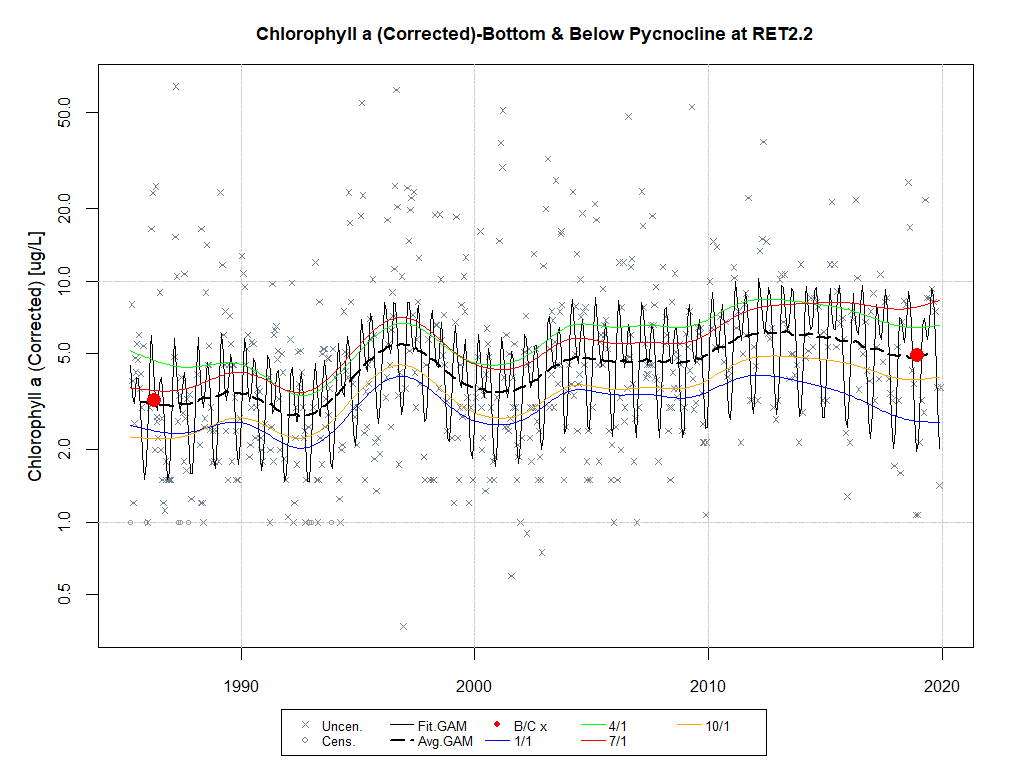 Chlorophyll a (Corrected)-Bottom & Below Pycnocline at RET2.2
Chlorophyll a (Corrected) [ug/L]
50.0
20.0
10.0
5.0
2.0
1.0
0.5
1990 2000 2010 2020
Uncen. Fit.GAM B/C x 4/1 10/1
Cens. Avg.GAM 1/1 7/1